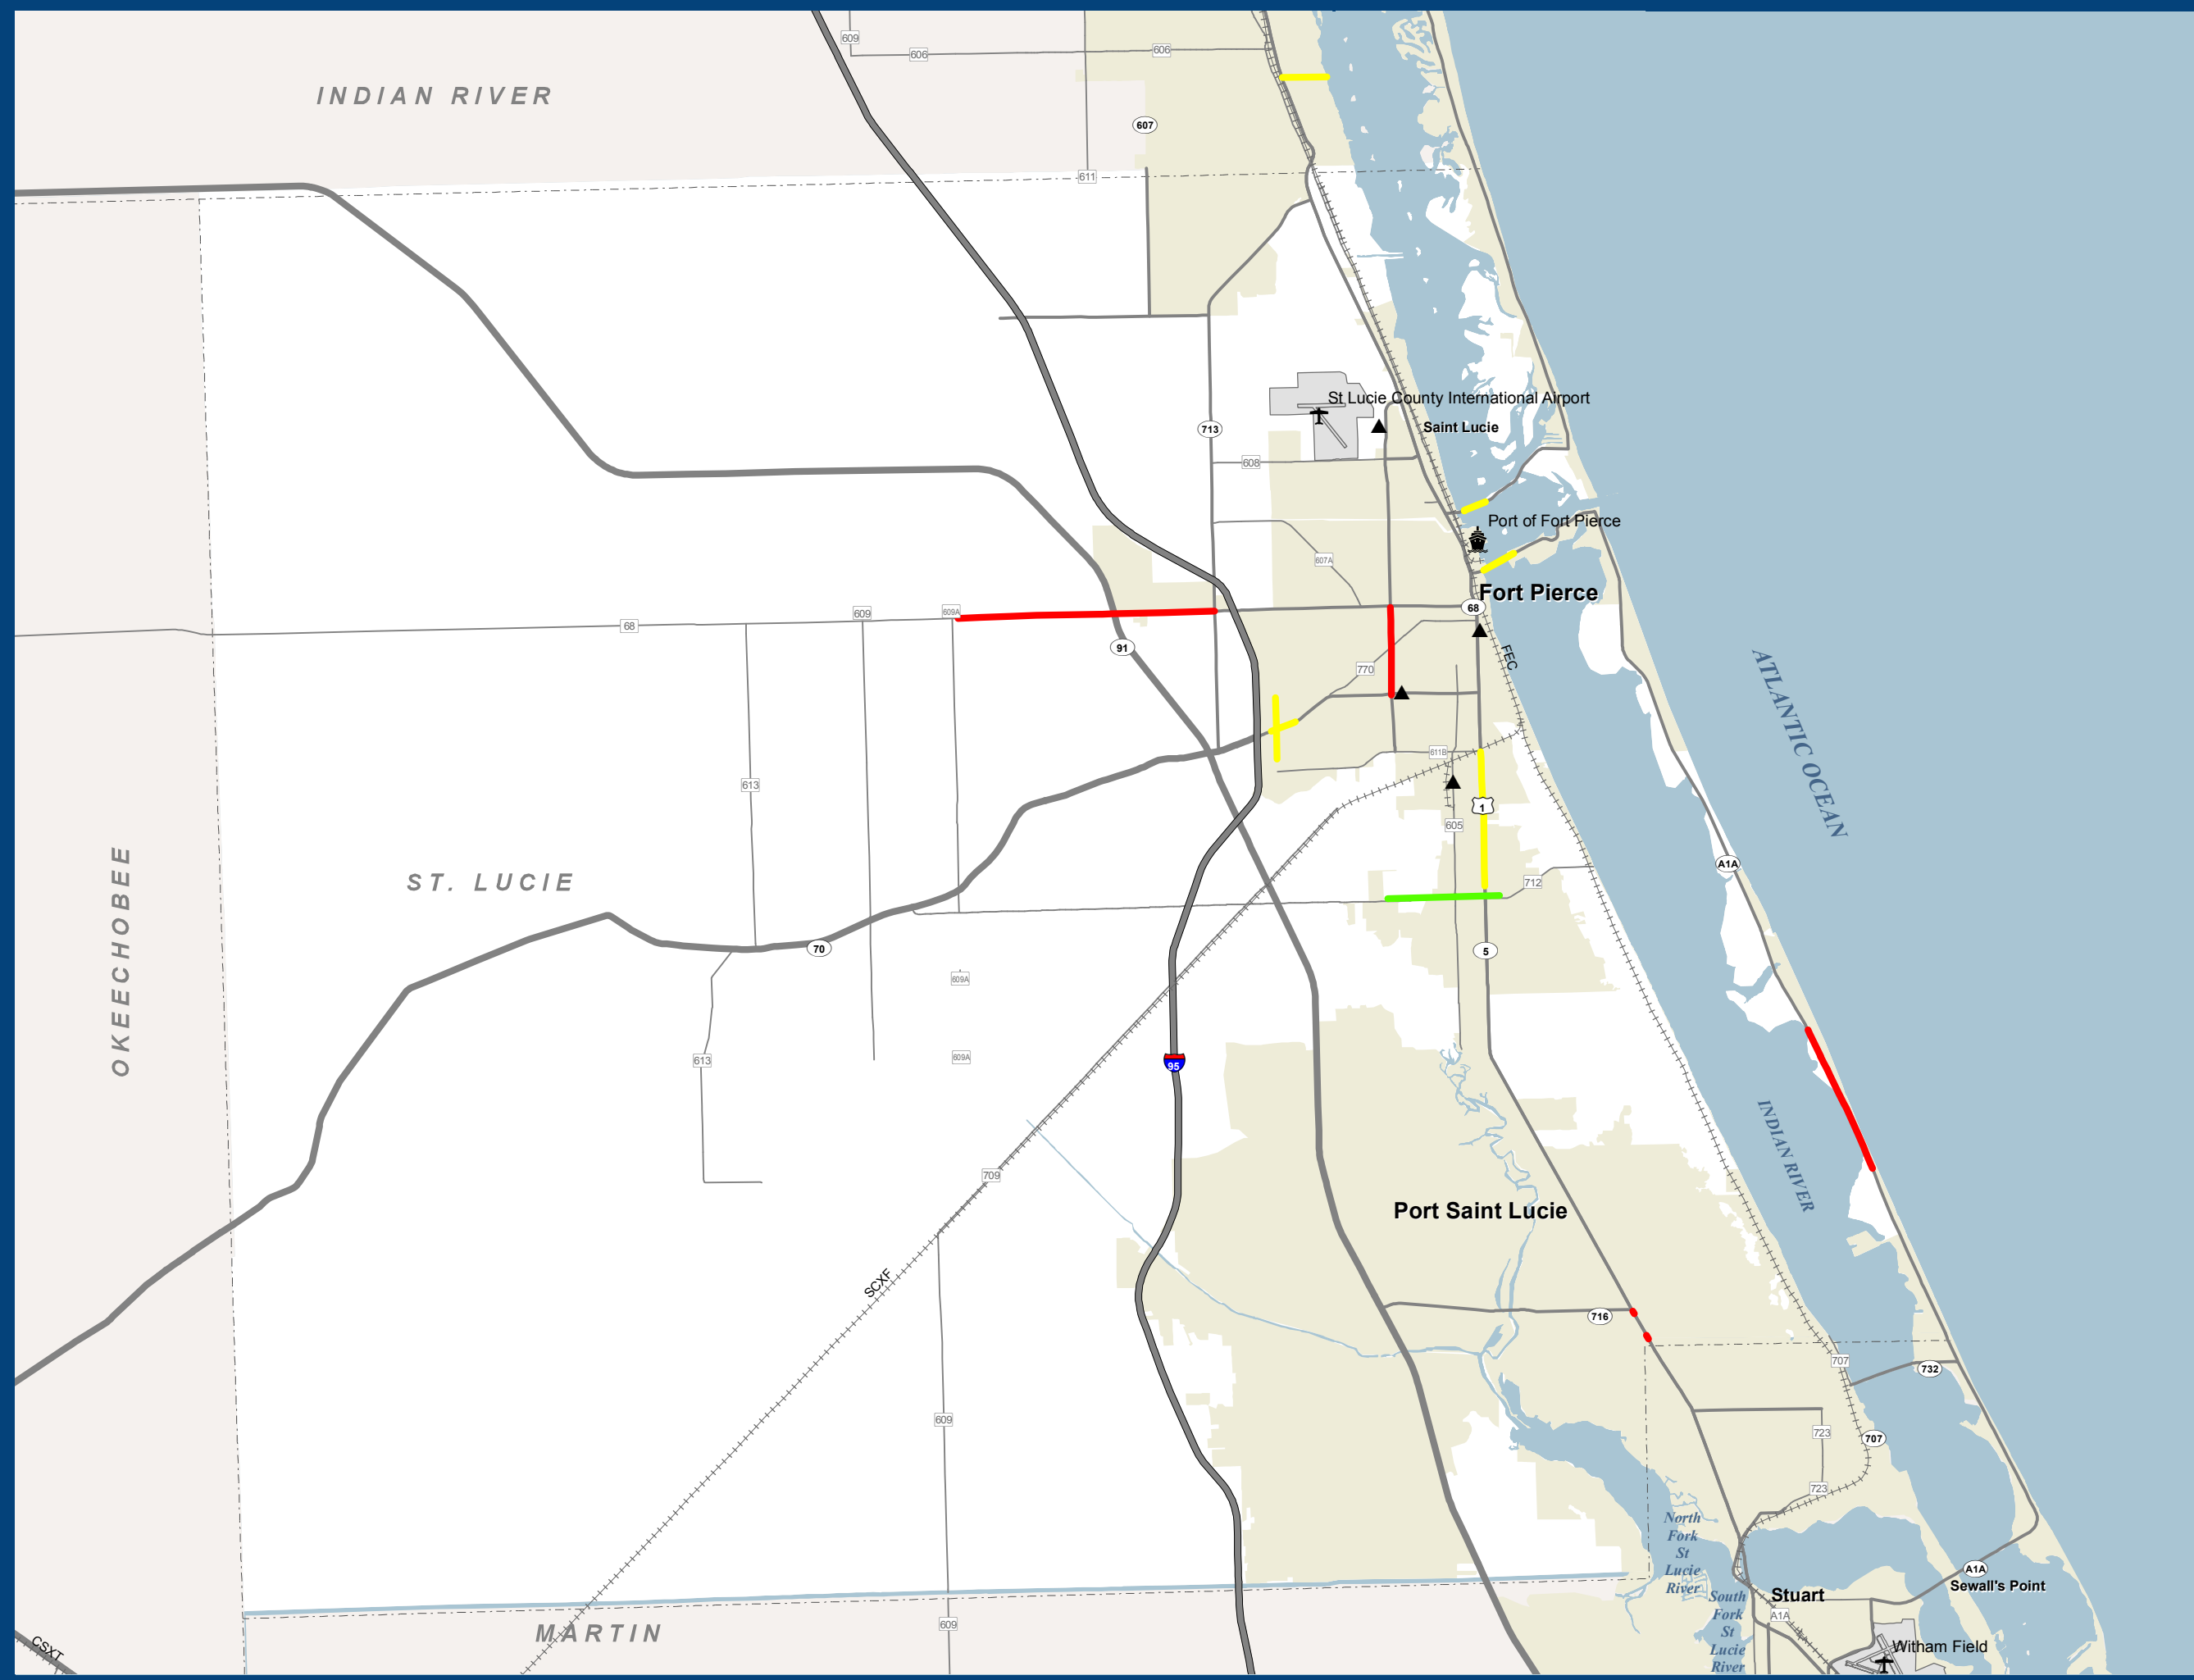 609
606
606
INDIAN RIVER
607
611
St Lucie County International Airport
Saint Lucie
713
608
Port of Fort Pierce
607A
Fort Pierce
68
609A
609
68
91
FEC
770
ATLANTIC OCEAN
611B
613
1
605
A1A
OKEECHOBEE
ST. LUCIE
712
70
5
609A
613
609A
95
INDIAN RIVER
709
Port Saint Lucie
SCXF
716
707
732
609
723
707
723
North
Fork
St
Lucie
River
A1A
Sewall's Point
Stuart
South
Fork
St
Lucie
River
A1A
609
MARTIN
CSXT
Witham Field